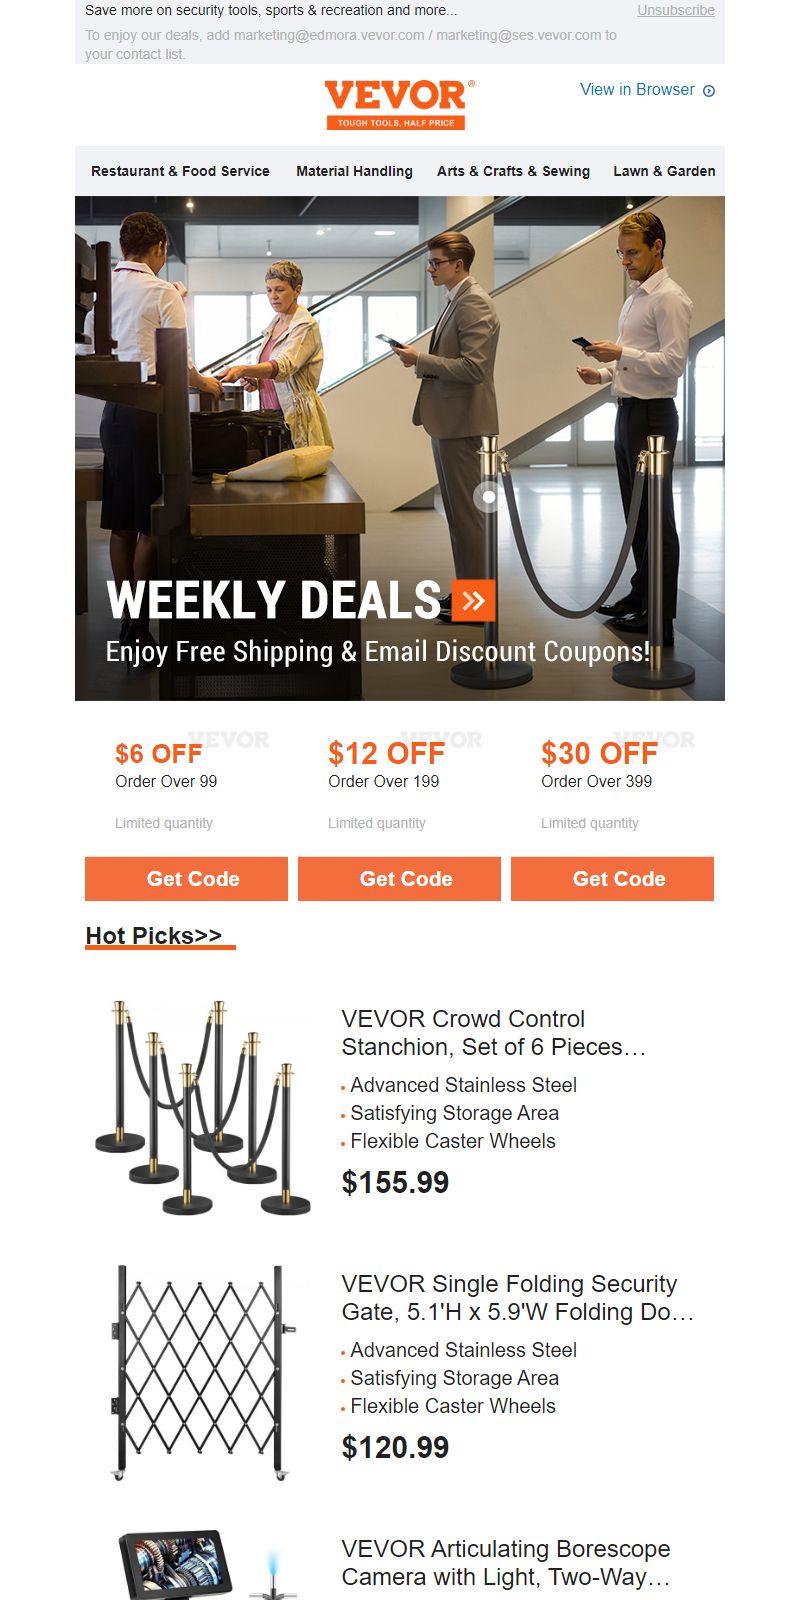 Save more on security tools, sports & recreation and more...
Unsubscribe
To enjoy our deals, add marketing@edmora.vevor.com / marketing@ses.vevor.com to
your contact list.
VEVOR®
TOUGH TOOLS, HALF PRICE
View in Browser
Restaurant & Food Service
Material Handling
Arts & Crafts & Sewing
Lawn & Garden
WEEKLY DEALS
Enjoy Free Shipping & Email Discount Coupons!
VEVOR
$6 OFF
Order Over 99
Limited quantity
Get Code
VEVOR
$12 OFF
Order Over 199
Limited quantity
Get Code
VEVOR
$30 OFF
Order Over 399
Limited quantity
Get Code
Hot Picks>>
VEVOR Crowd Control
Stanchion, Set of 6 Pieces…
• Advanced Stainless Steel
• Satisfying Storage Area
• Flexible Caster Wheels
$155.99
VEVOR Single Folding Security
Gate, 5.1'H x 5.9'W Folding Do…
• Advanced Stainless Steel
• Satisfying Storage Area
• Flexible Caster Wheels
$120.99
VEVOR Articulating Borescope
Camera with Light, Two-Way…